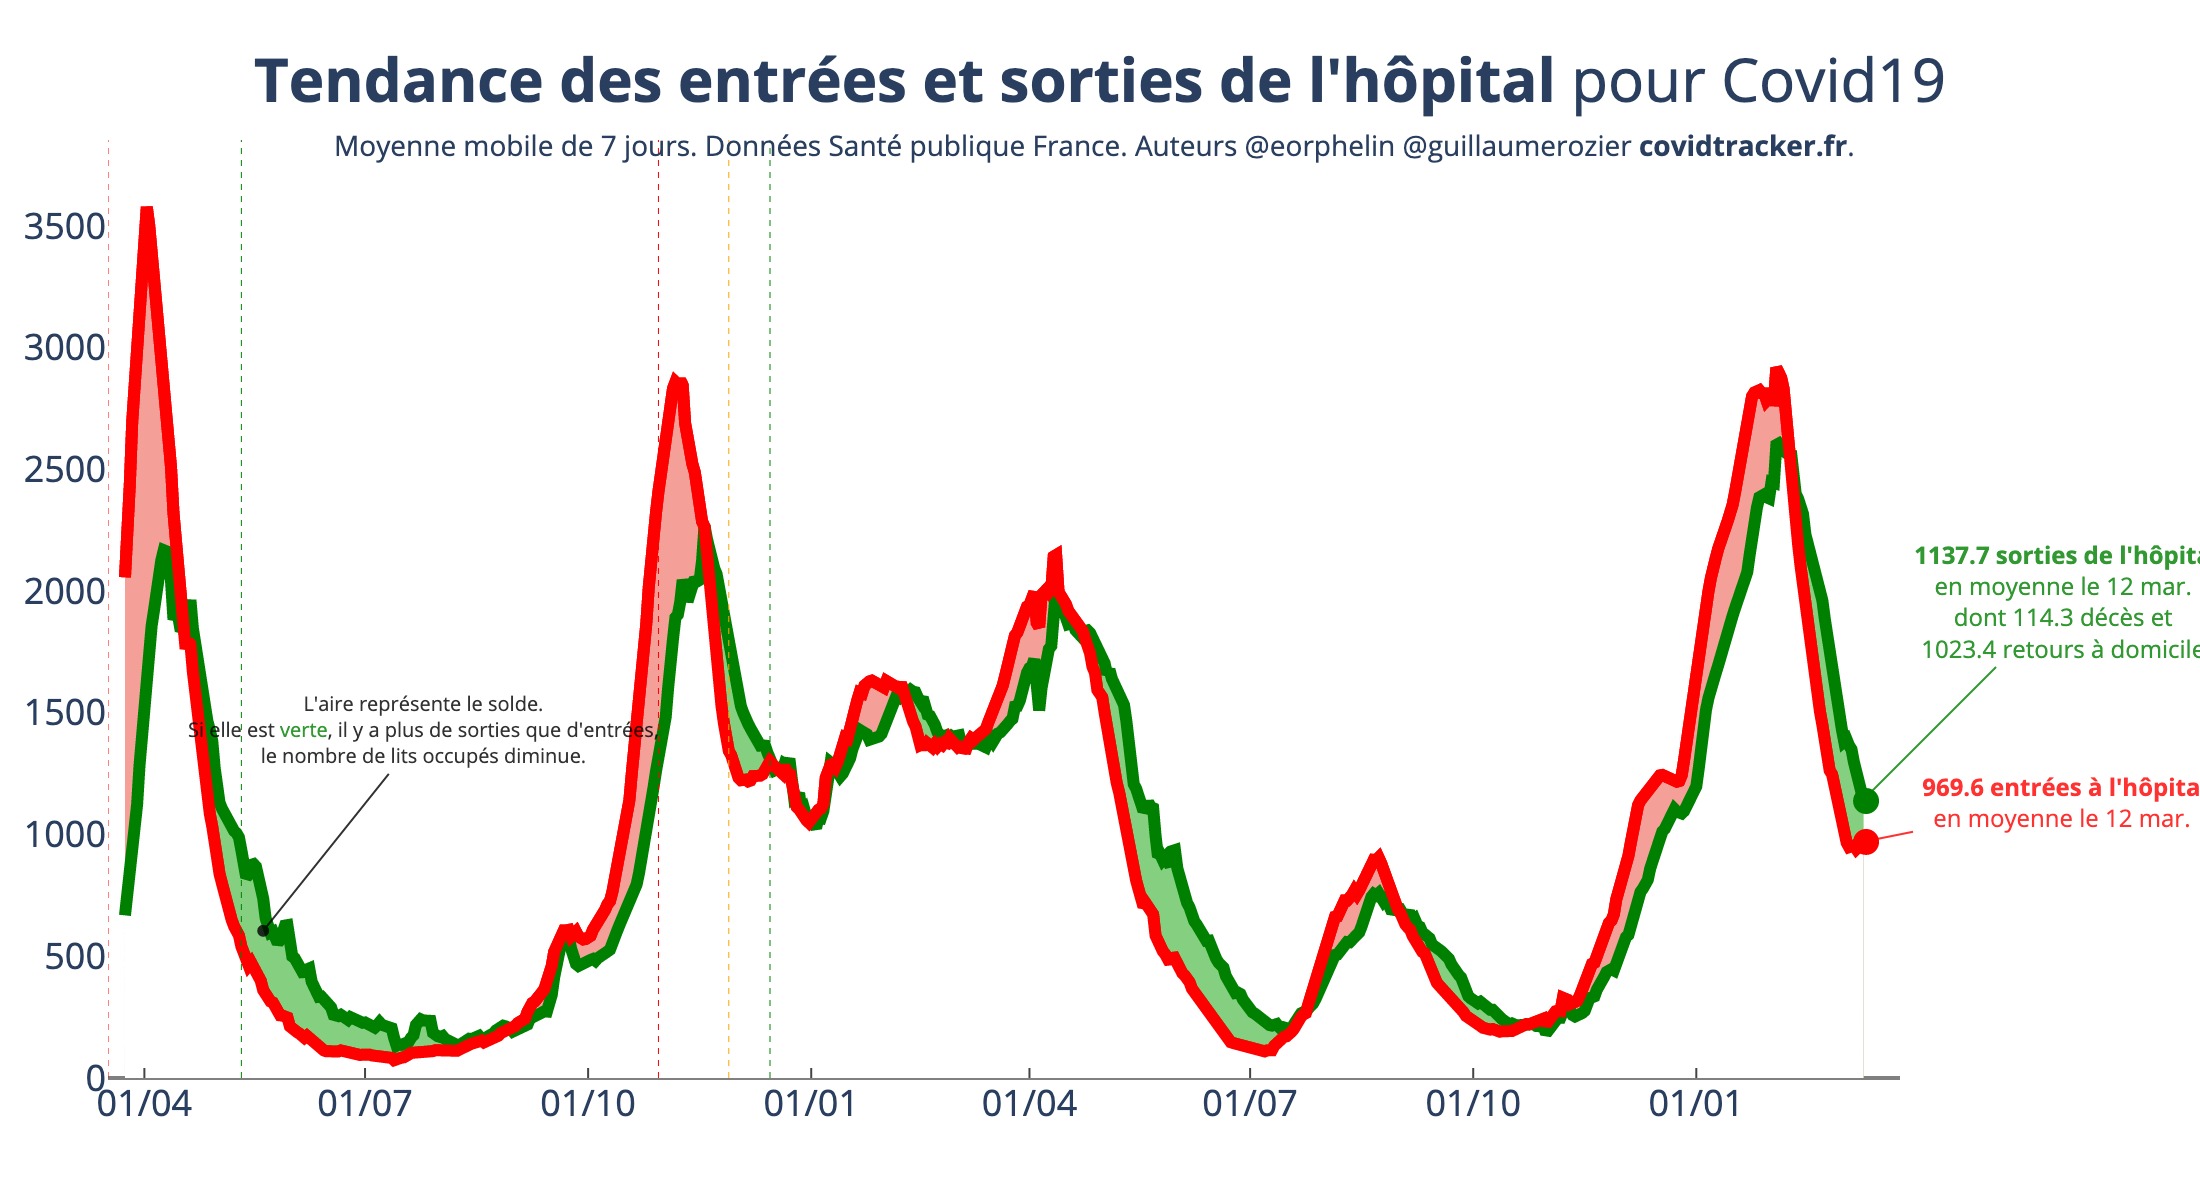 Tendance des entrées et sorties de l'hôpital pour Covid19
Moyenne mobile de 7 jours. Données Santé publique France. Auteurs @eorphelin @guillaumerozier covidtracker.fr.
3500
3000
2500
2000
1500
1000
500
0
L'aire représente le solde.
Si elle est verte, il y a plus de sorties que d'entrées,
le nombre de lits occupés diminue.
1137.7 sorties de l'hôpita
en moyenne le 12 mar.
dont 114.3 décès et
1023.4 retours à domicile
969.6 entrées à l'hôpita
en moyenne le 12 mar.
01/04 01/07 01/10 01/01 01/04 01/07 01/10 01/01